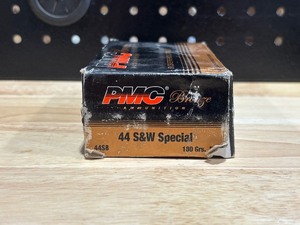 PMC Bronze
AMMUNITION
44 S&W Special
44SB 180 Grs.